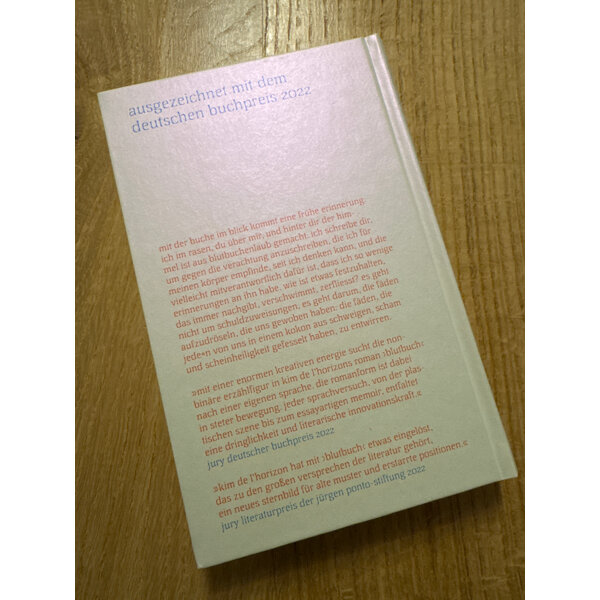 ausgezeichnet mit dem
deutschen buchpreis 2022
mit der buche im blick kommt eine frühe erinnerung.
ich im rasen, du über mir, und hinter dir der him-
mel ist aus blutbuchenlaub gemacht. ich schreibe dir,
um gegen die verachtung anzuschreiben, die ich für
meinen körper empfinde, seit ich denken kann, und die
vielleicht mitverantwortlich dafür ist, dass ich so wenige
erinnerungen an ihn habe. wie ist etwas festzuhalten,
das immer nachgibt, verschwimmt, zerfliesst? es geht
nicht um schuldzuweisungen, es geht darum, die fäden
aufzudröseln, die uns gewoben haben; die fäden, die
jede*n von uns in einem kokon aus schweigen, scham
und scheinheiligkeit gefesselt haben, zu entwirren.
»mit einer enormen kreativen energie sucht die non-
binäre erzählfigur in kim de l'horizons roman ›blutbuch‹
nach einer eigenen sprache. die romanform ist dabei
in steter bewegung. jeder sprachversuch, von der plas-
tischen szene bis zum essayartigen memoir, entfaltet
eine dringlichkeit und literarische innovationskraft.«
jury deutscher buchpreis 2022
»kim de l'horizon hat mit ›blutbuch‹ etwas eingelöst,
das zu den großen versprechen der literatur gehört,
ein neues sternbild für alte muster und erstarrte positionen.«
jury literaturpreis der jürgen ponto-stiftung 2022